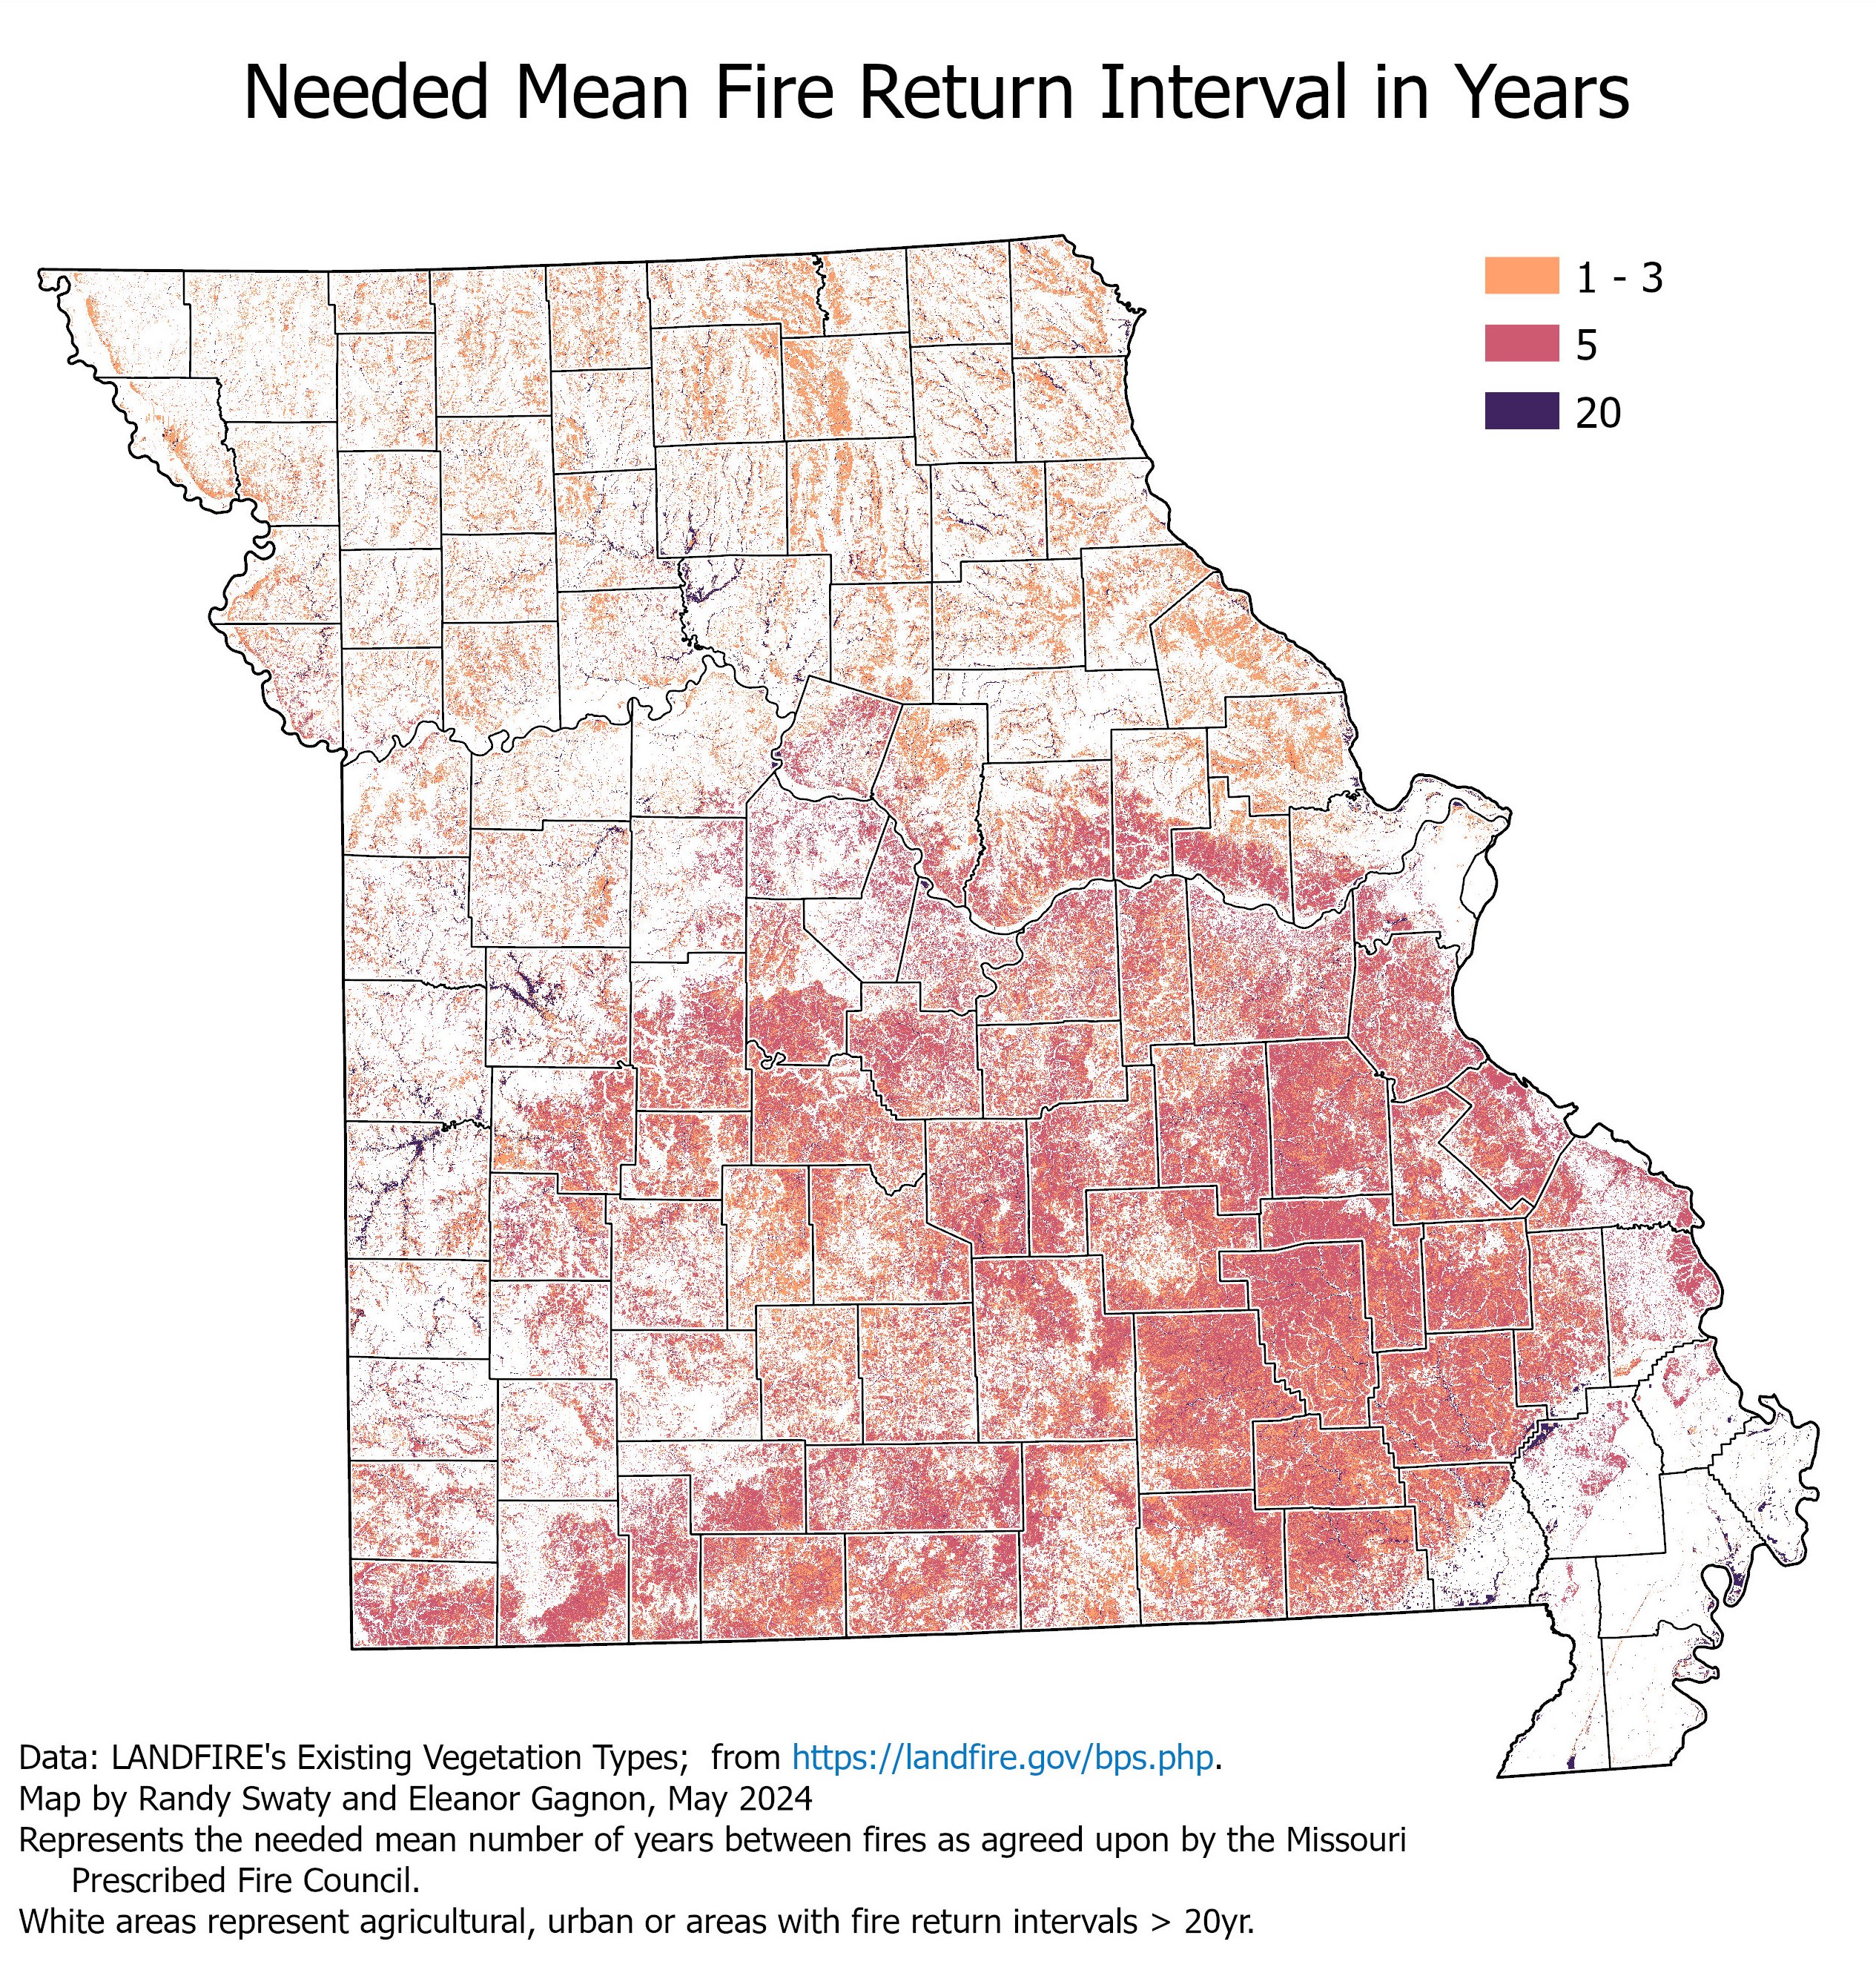 Needed Mean Fire Return Interval in Years
1 - 3
5
20
Data: LANDFIRE's Existing Vegetation Types;  from https://landfire.gov/bps.php.
Map by Randy Swaty and Eleanor Gagnon, May 2024
Represents the needed mean number of years between fires as agreed upon by the Missouri
Prescribed Fire Council.
White areas represent agricultural, urban or areas with fire return intervals > 20yr.